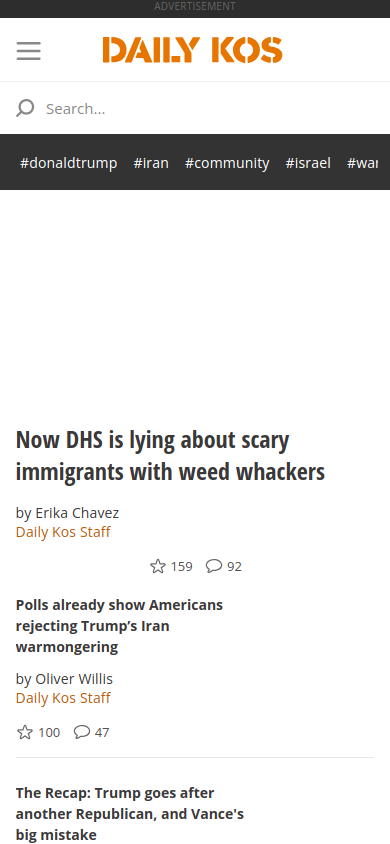 ADVERTISEMENT
DAILY KOS
Search...
#donaldtrump #iran #community #israel #war
Now DHS is lying about scary
immigrants with weed whackers
by Erika Chavez
Daily Kos Staff
159 92
Polls already show Americans
rejecting Trump’s Iran
warmongering
by Oliver Willis
Daily Kos Staff
100 47
The Recap: Trump goes after
another Republican, and Vance's
big mistake